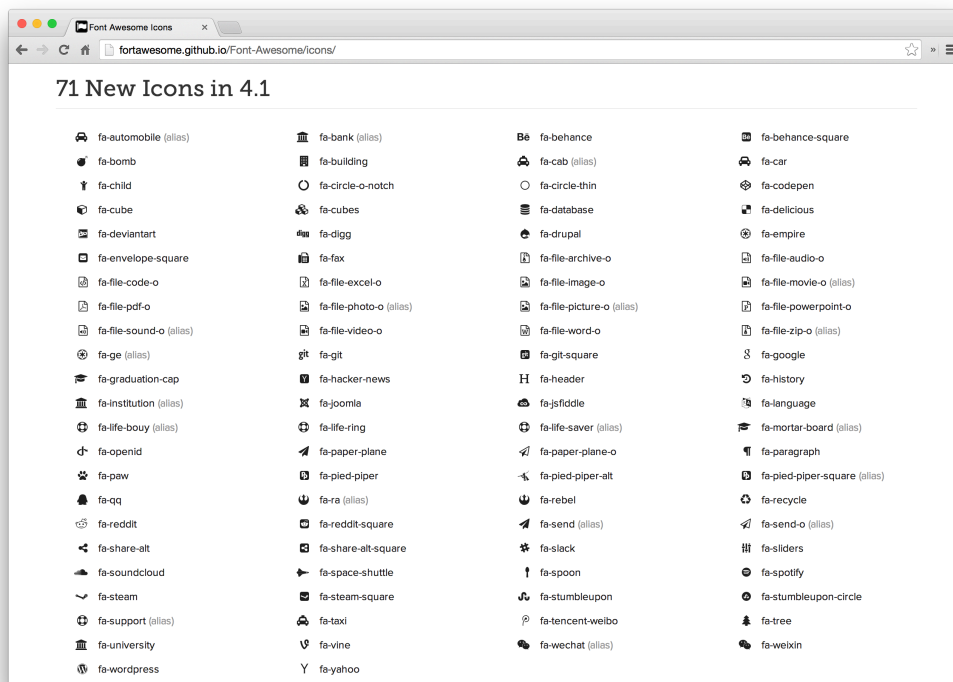 Font Awesome Icons
fortawesome.github.io/Font-Awesome/icons/
71 New Icons in 4.1
fa-automobile (alias) fa-bank (alias) Bē fa-behance Bē fa-behance-square
fa-bomb fa-building fa-cab (alias) fa-car
fa-child fa-circle-o-notch fa-circle-thin fa-codepen
fa-cube fa-cubes fa-database fa-delicious
fa-deviantart digg fa-digg fa-drupal fa-empire
fa-envelope-square fa-fax fa-file-archive-o fa-file-audio-o
fa-file-code-o fa-file-excel-o fa-file-image-o fa-file-movie-o (alias)
fa-file-pdf-o fa-file-photo-o (alias) fa-file-picture-o (alias) fa-file-powerpoint-o
fa-file-sound-o (alias) fa-file-video-o fa-file-word-o fa-file-zip-o (alias)
fa-ge (alias) git fa-git git fa-git-square g fa-google
fa-graduation-cap Y fa-hacker-news H fa-header fa-history
fa-institution (alias) fa-joomla fa-jsfiddle fa-language
fa-life-bouy (alias) fa-life-ring fa-life-saver (alias) fa-mortar-board (alias)
fa-openid fa-paper-plane fa-paper-plane-o ¶ fa-paragraph
fa-paw fa-pied-piper fa-pied-piper-alt fa-pied-piper-square (alias)
fa-qq fa-ra (alias) fa-rebel fa-recycle
fa-reddit fa-reddit-square fa-send (alias) fa-send-o (alias)
fa-share-alt fa-share-alt-square fa-slack fa-sliders
fa-soundcloud fa-space-shuttle fa-spoon fa-spotify
fa-steam fa-steam-square fa-stumbleupon fa-stumbleupon-circle
fa-support (alias) fa-taxi fa-tencent-weibo fa-tree
fa-university fa-vine fa-wechat (alias) fa-weixin
fa-wordpress Y fa-yahoo